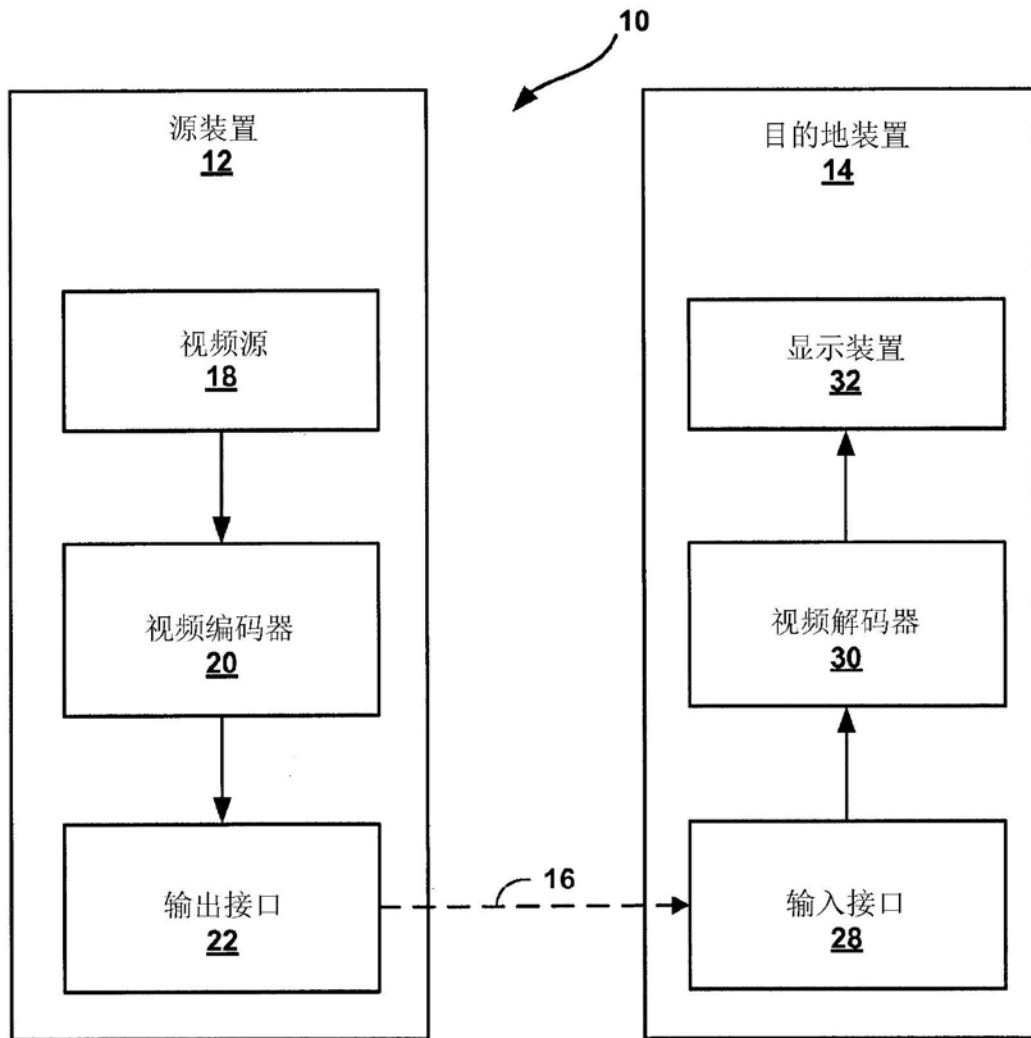 10
源装置
12
视频源
18
视频编码器
20
输出接口
22
16
目的地装置
14
显示装置
32
视频解码器
30
输入接口
28